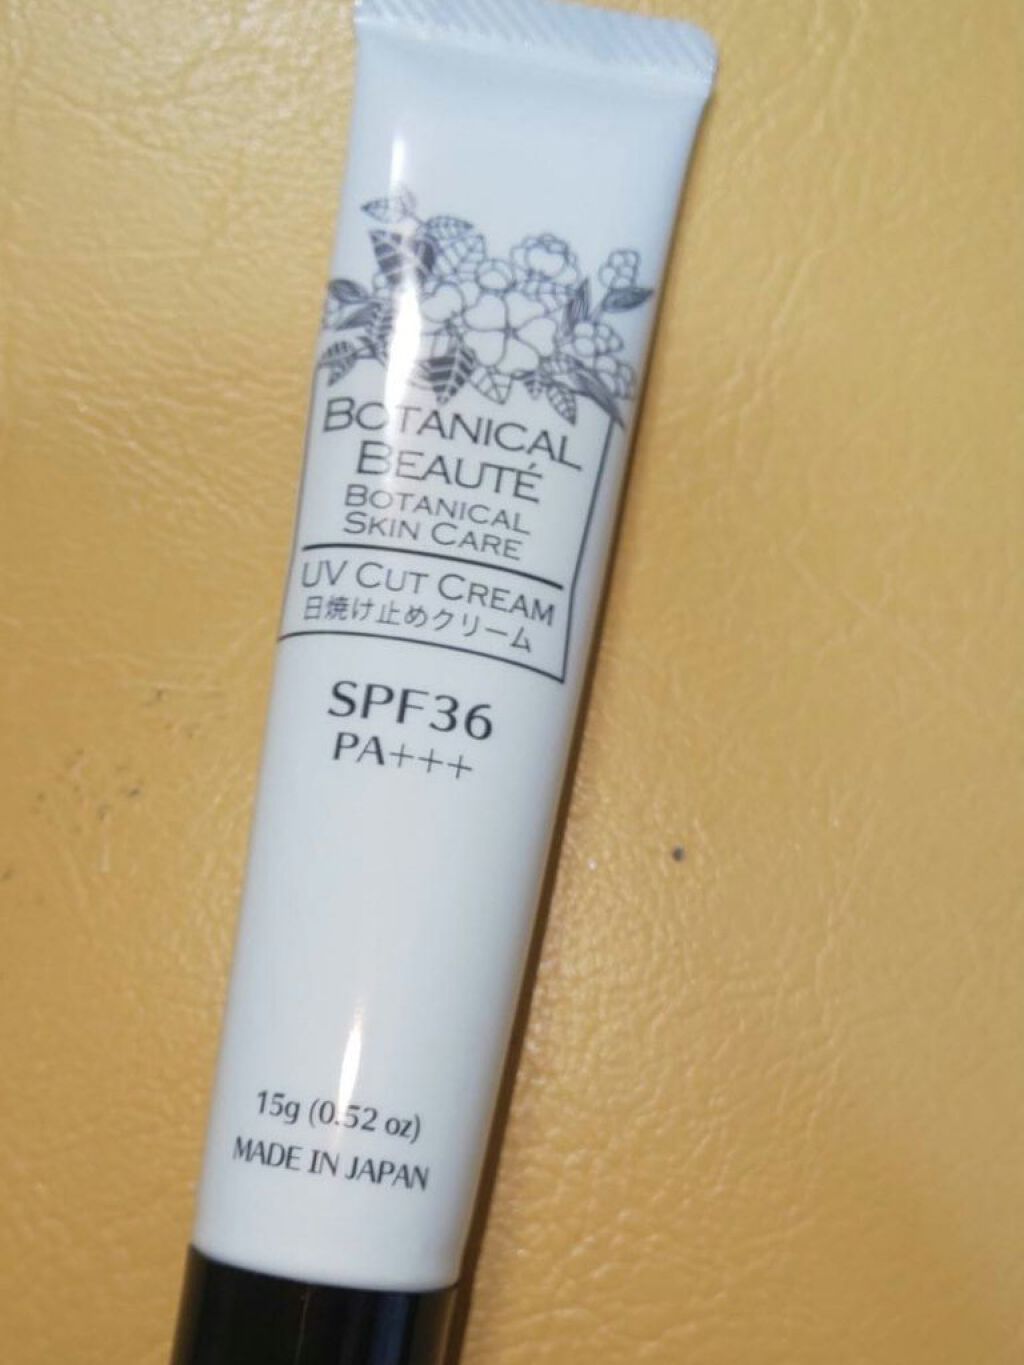 BOTANICAL
BEAUTÉ
BOTANICAL
SKIN CARE
UV CUT CREAM
日焼け止めクリーム
SPF36
PA+++
15g (0.52 oz)
MADE IN JAPAN